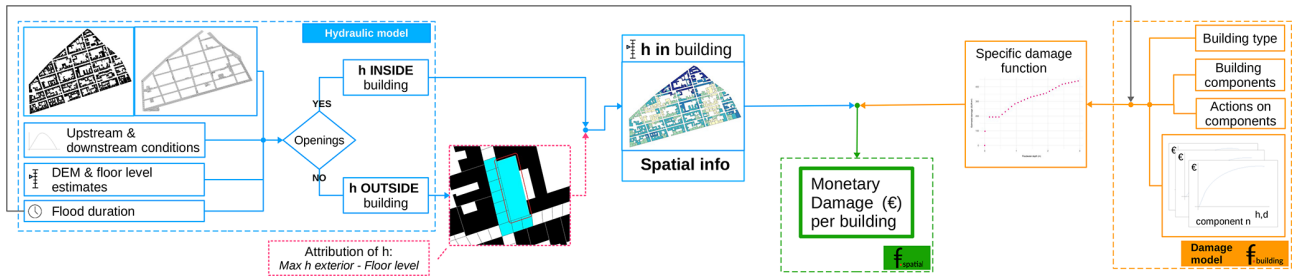 Hydraulic model
Upstream &
downstream conditions
DEM & floor level
estimates
Flood duration
YES
Openings
NO
h INSIDE
building
h OUTSIDE
building
Attribution of h:
Max h exterior - Floor level
h in building
Spatial info
Monetary
Damage (€)
per building
f spatial
Specific damage
function
Building type
Building
components
Actions on
components
€
€
€
h,d
component n
Damage
model
f building